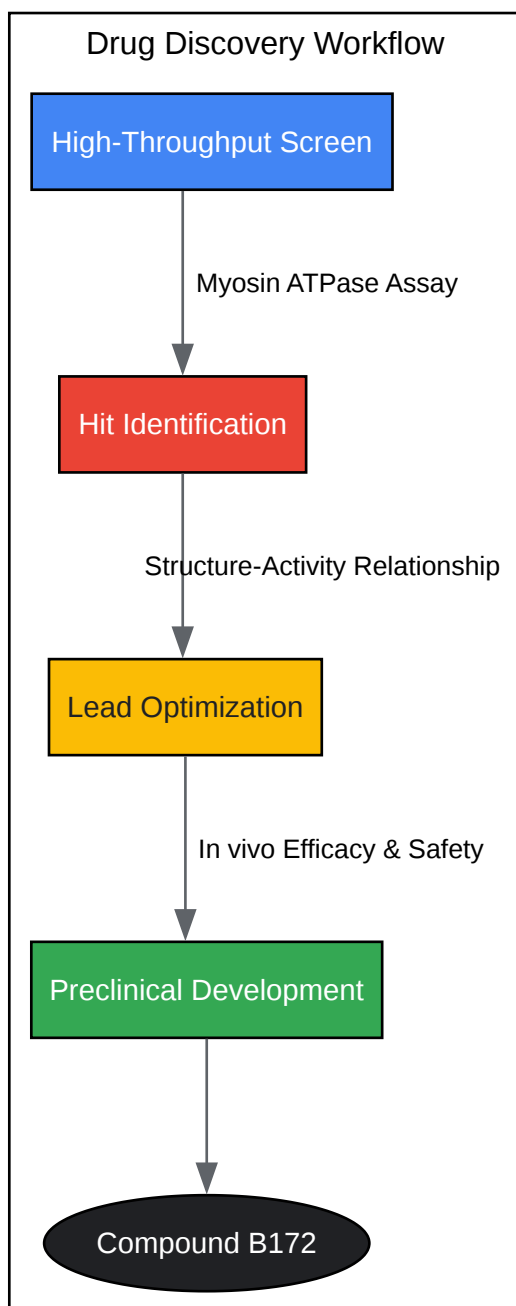 Drug Discovery Workflow
High-Throughput Screen
Myosin ATPase Assay
Hit Identification
Structure-Activity Relationship
Lead Optimization
In vivo Efficacy & Safety
Preclinical Development
Compound B172